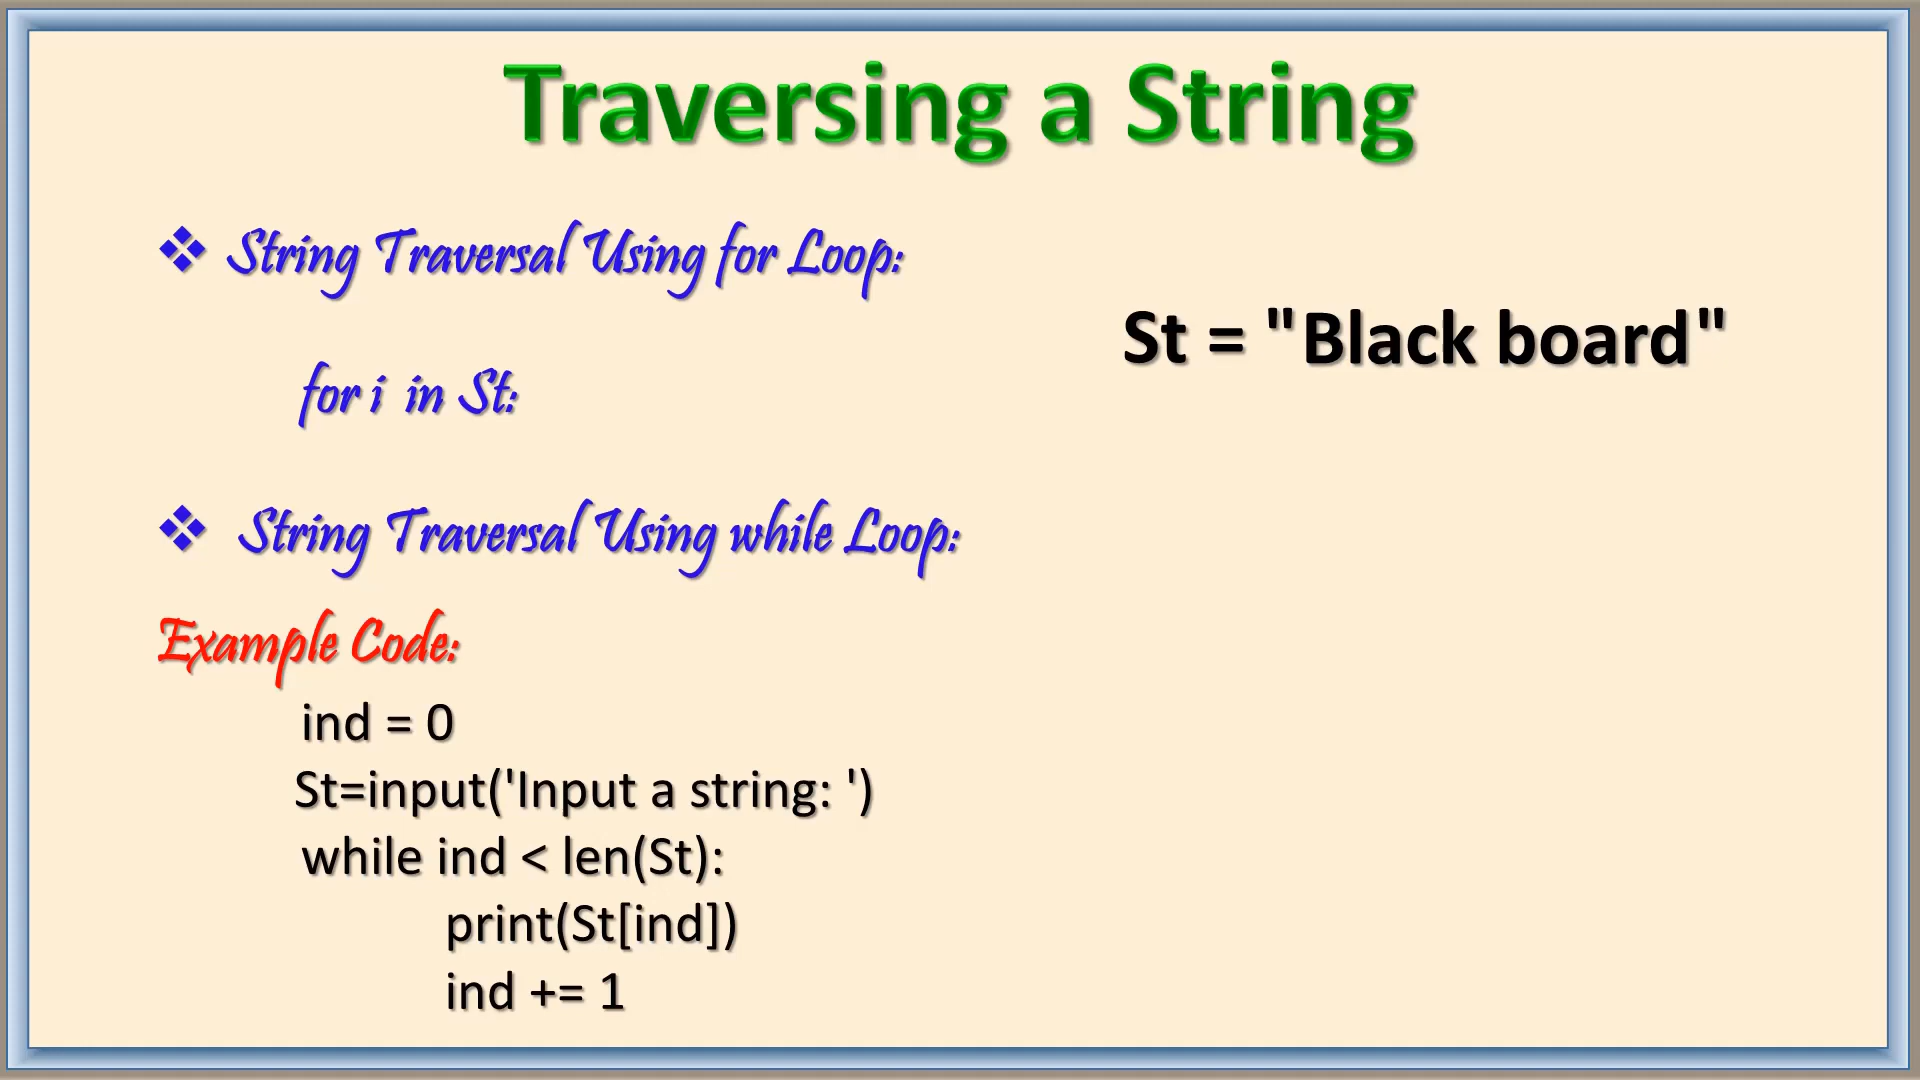 Traversing a String
❖ String Traversal Using for Loop:
St = "Black board"
for i in St:
❖ String Traversal Using while Loop:
Example Code:
ind = 0
St=input('Input a string: ')
while ind < len(St):
print(St[ind])
ind += 1